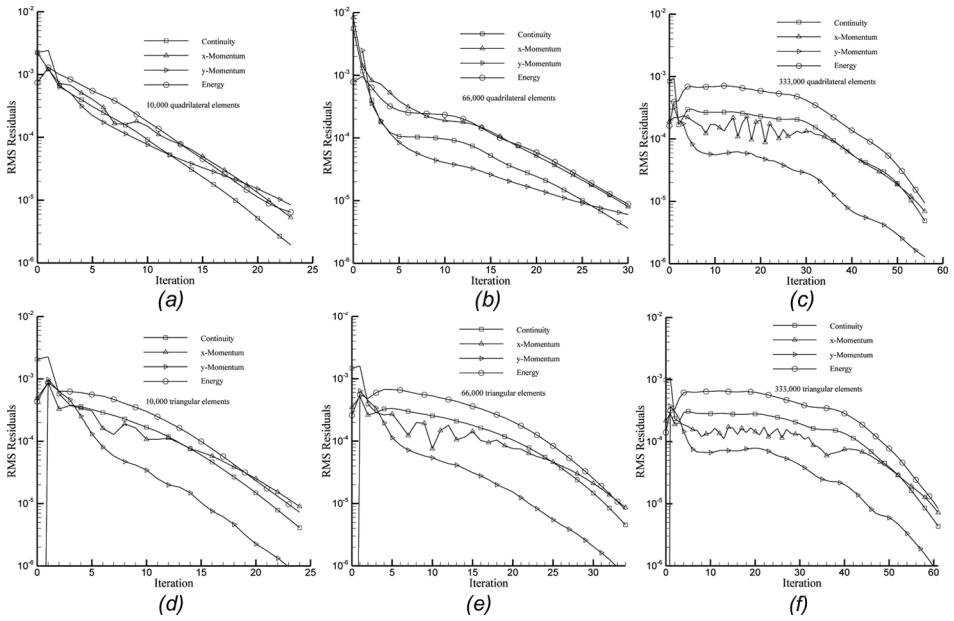 10⁻²
10⁻³
10⁻⁴
10⁻⁵
10⁻⁶
RMS Residuals
Continuity
x-Momentum
y-Momentum
Energy
10,000 quadrilateral elements
0 5 10 15 20 25
Iteration
(a)
10⁻²
10⁻³
10⁻⁴
10⁻⁵
10⁻⁶
RMS Residuals
Continuity
x-Momentum
y-Momentum
Energy
66,000 quadrilateral elements
0 5 10 15 20 25 30
Iteration
(b)
10⁻²
10⁻³
10⁻⁴
10⁻⁵
10⁻⁶
RMS Residuals
Continuity
x-Momentum
y-Momentum
Energy
333,000 quadrilateral elements
0 10 20 30 40 50 60
Iteration
(c)
10⁻²
10⁻³
10⁻⁴
10⁻⁵
10⁻⁶
RMS Residuals
Continuity
x-Momentum
y-Momentum
Energy
10,000 triangular elements
0 5 10 15 20 25
Iteration
(d)
10⁻²
10⁻³
10⁻⁴
10⁻⁵
10⁻⁶
RMS Residuals
Continuity
x-Momentum
y-Momentum
Energy
66,000 triangular elements
0 5 10 15 20 25 30
Iteration
(e)
10⁻²
10⁻³
10⁻⁴
10⁻⁵
10⁻⁶
RMS Residuals
Continuity
x-Momentum
y-Momentum
Energy
333,000 triangular elements
0 10 20 30 40 50 60
Iteration
(f)